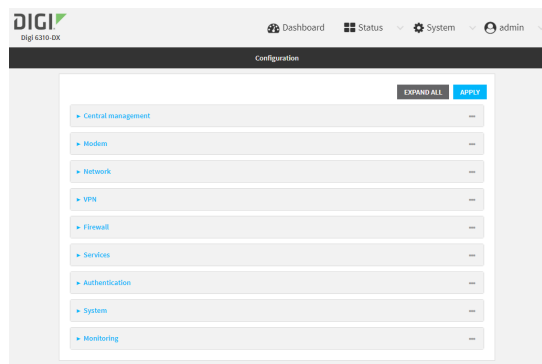 DIGI
Digi 6310-DX
Dashboard Status System admin
Configuration
EXPAND ALL APPLY
Central management
Modem
Network
VPN
Firewall
Services
Authentication
System
Monitoring